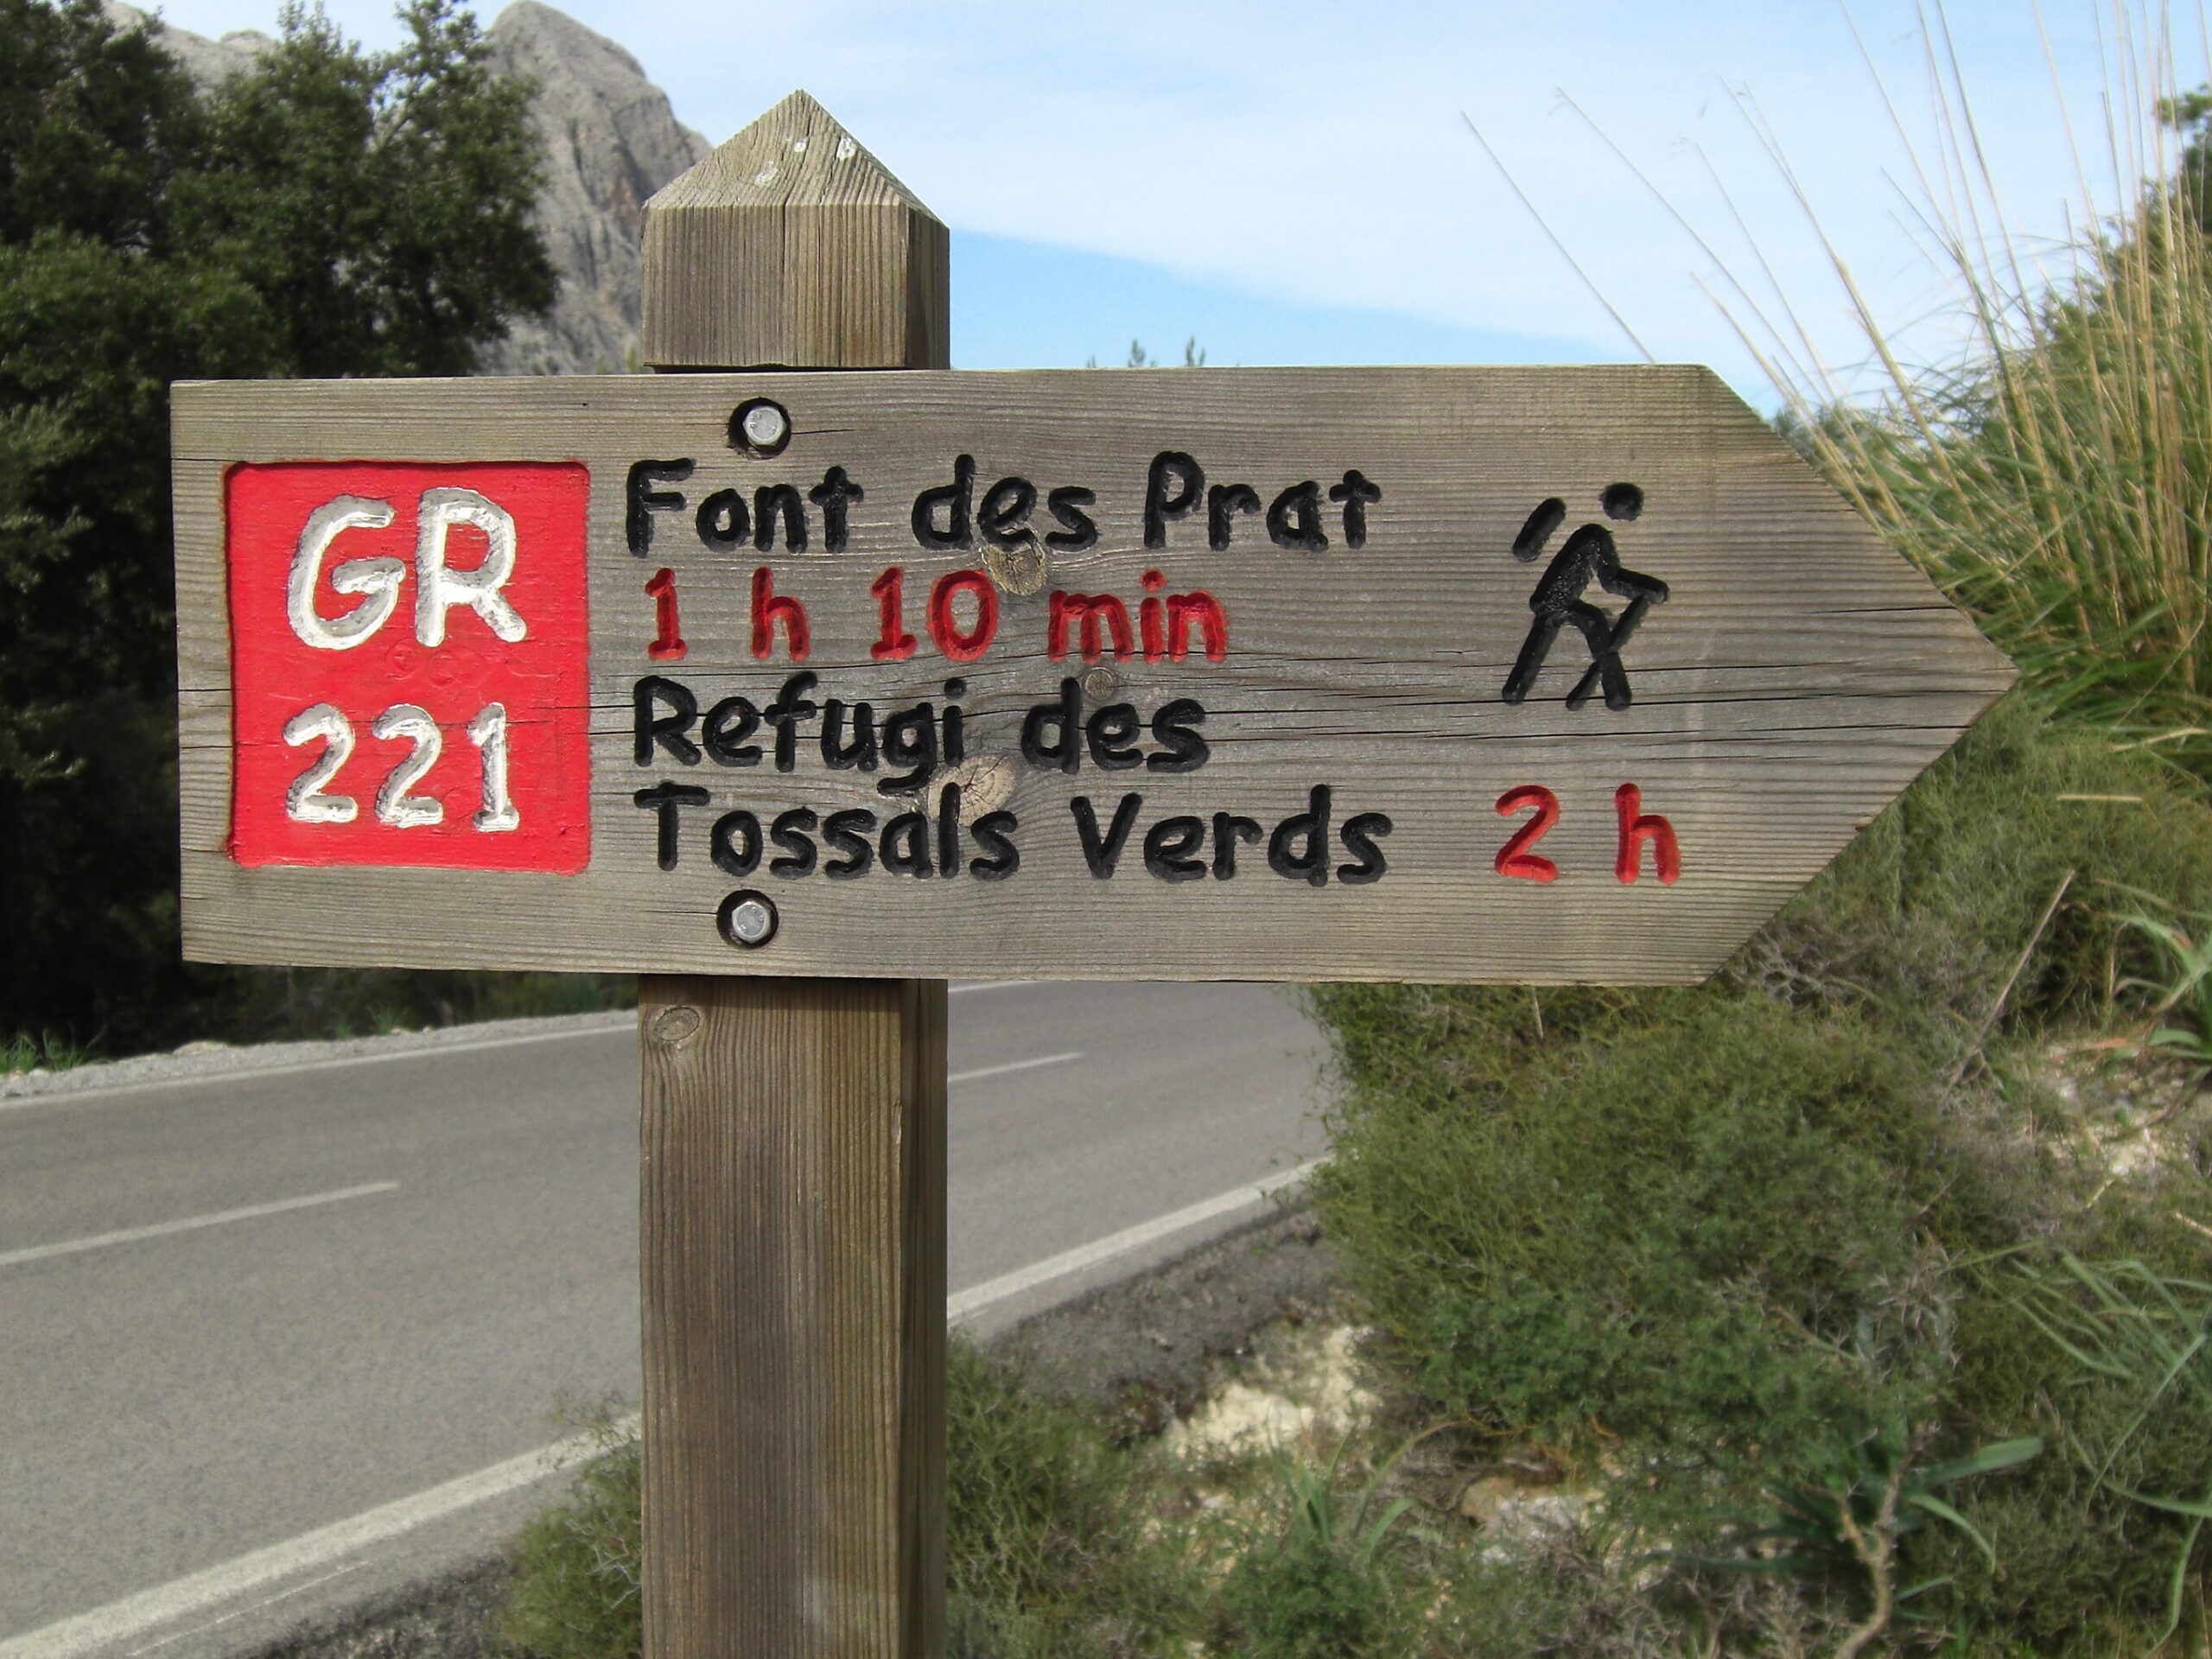 GR
221
Font des Prat
1 h 10 min
Refugi des
Tossals Verds 2 h